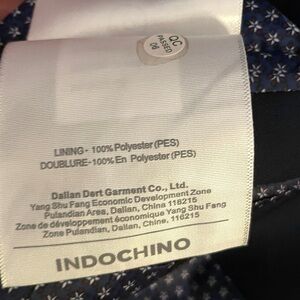 QC
PASSED
06
LINING - 100% Polyester (PES)
DOUBLURE-100% En Polyester (PES)
Dalian Dert Garment Co., Ltd.
Yang Shu Fang Economic Development Zone
Pulandian Area, Dalian, China 116215
Zone de développement économique Yang Shu Fang
Zone Pulandian, Dalian, Chine. 116215
INDOCHINO